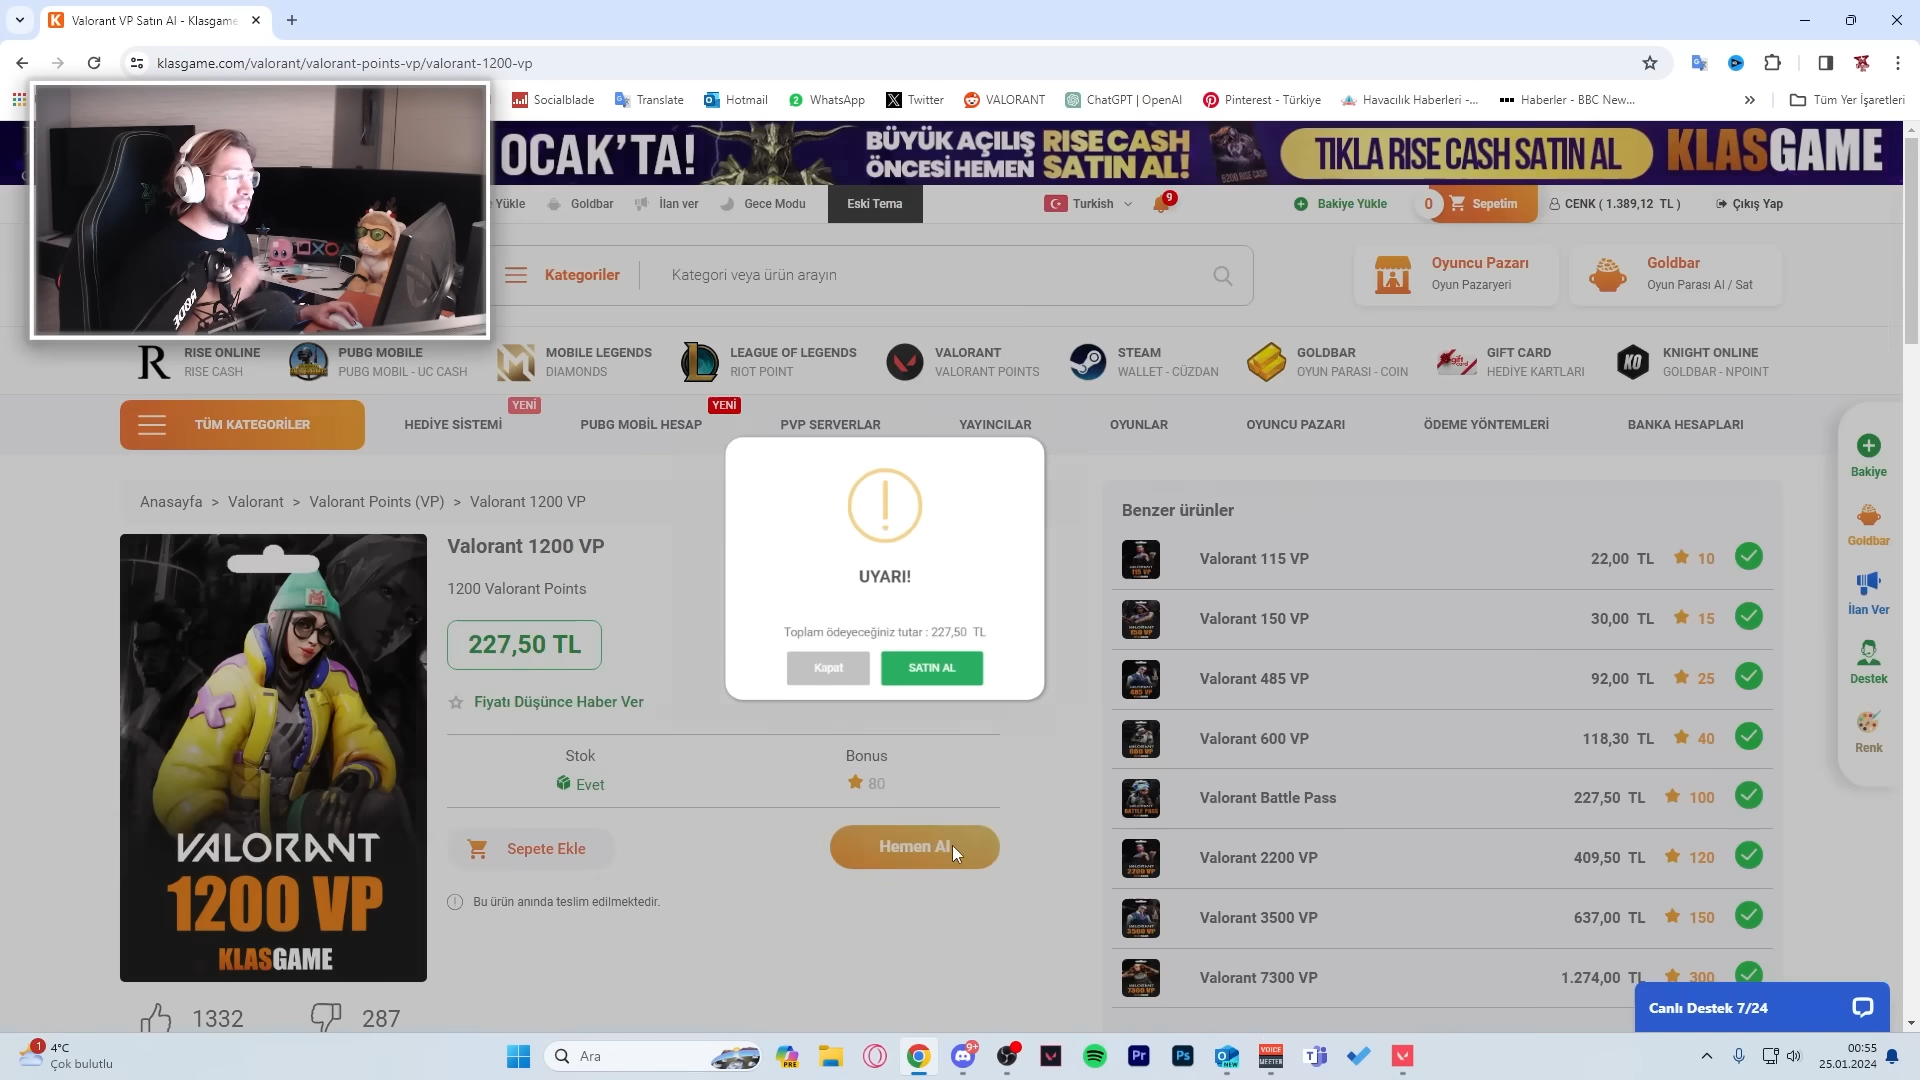 Valorant VP Satın Al - Klasgame
klasgame.com/valorant/valorant-points-vp/valorant-1200-vp
Socialblade
Translate
Hotmail
WhatsApp
Twitter
VALORANT
ChatGPT | OpenAI
Pinterest - Türkiye
Havacılık Haberleri -...
Haberler - BBC New...
Tüm Yer İşaretleri
OCAK'TA!
BÜYÜK AÇILIŞ RISE CASH
ÖNCESİ HEMEN SATIN AL!
TIKLA RISE CASH SATIN AL
KLASGAME
Yükle
Goldbar
İlan ver
Gece Modu
Eski Tema
Turkish
9
Bakiye Yükle
0
Sepetim
CENK ( 1.389,12 TL )
Çıkış Yap
Kategoriler
Kategori veya ürün arayın
Oyuncu Pazarı
Oyun Pazaryeri
Goldbar
Oyun Parası Al / Sat
RISE ONLINE
RISE CASH
PUBG MOBILE
PUBG MOBIL - UC CASH
MOBILE LEGENDS
DIAMONDS
LEAGUE OF LEGENDS
RIOT POINT
VALORANT
VALORANT POINTS
STEAM
WALLET - CÜZDAN
GOLDBAR
OYUN PARASI - COIN
GIFT CARD
HEDİYE KARTLARI
KNIGHT ONLINE
GOLDBAR - NPOINT
TÜM KATEGORİLER
HEDİYE SİSTEMİ
YENİ
PUBG MOBİL HESAP
YENİ
PVP SERVERLAR
YAYINCILAR
OYUNLAR
OYUNCU PAZARI
ÖDEME YÖNTEMLERİ
BANKA HESAPLARI
Anasayfa > Valorant > Valorant Points (VP) > Valorant 1200 VP
VALORANT
1200 VP
KLASGAME
1332
287
Valorant 1200 VP
1200 Valorant Points
227,50 TL
Fiyatı Düşünce Haber Ver
Stok
Evet
Bonus
80
Sepete Ekle
Hemen Al
Bu ürün anında teslim edilmektedir.
UYARI!
Toplam ödeyeceğiniz tutar : 227,50 TL
Kapat
SATIN AL
Benzer ürünler
Valorant 115 VP 22,00 TL 10
Valorant 150 VP 30,00 TL 15
Valorant 485 VP 92,00 TL 25
Valorant 600 VP 118,30 TL 40
Valorant Battle Pass 227,50 TL 100
Valorant 2200 VP 409,50 TL 120
Valorant 3500 VP 637,00 TL 150
Valorant 7300 VP 1.274,00 TL 300
Bakiye
Goldbar
İlan Ver
Destek
Renk
Canlı Destek 7/24
1
4°C
Çok bulutlu
Ara
PRE
9+
Pr
Ps
NEW
VOICE
MEETER
00:55
25.01.2024